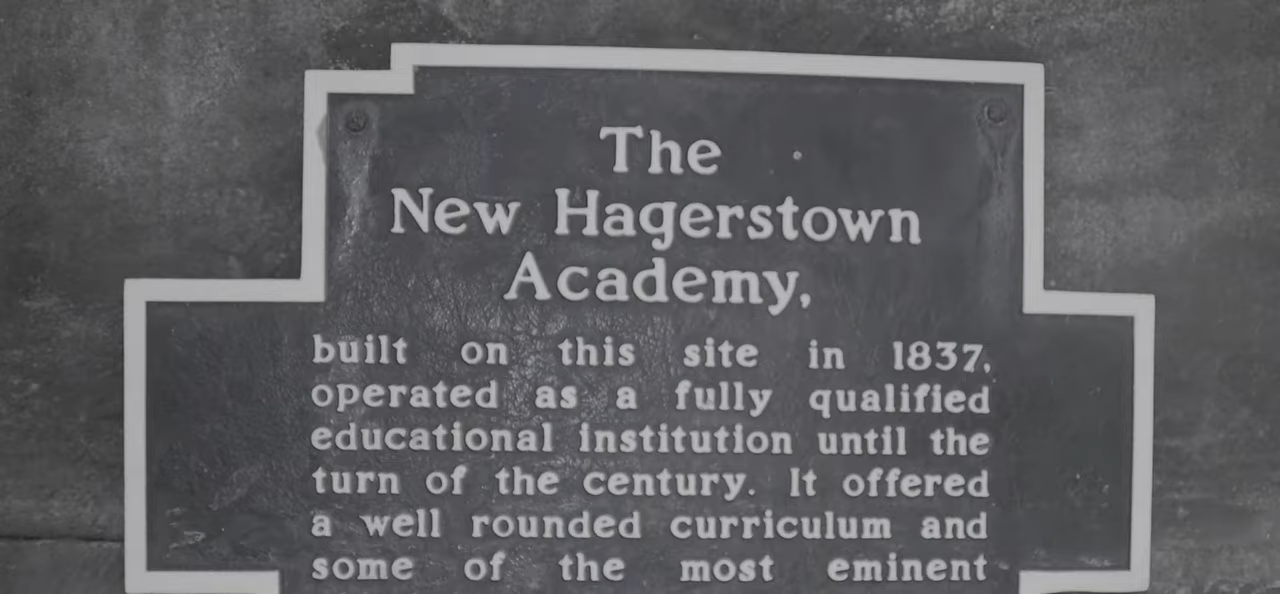 The
New Hagerstown
Academy,
built on this site in 1837,
operated as a fully qualified
educational institution until the
turn of the century. It offered
a well rounded curriculum and
some of the most eminent